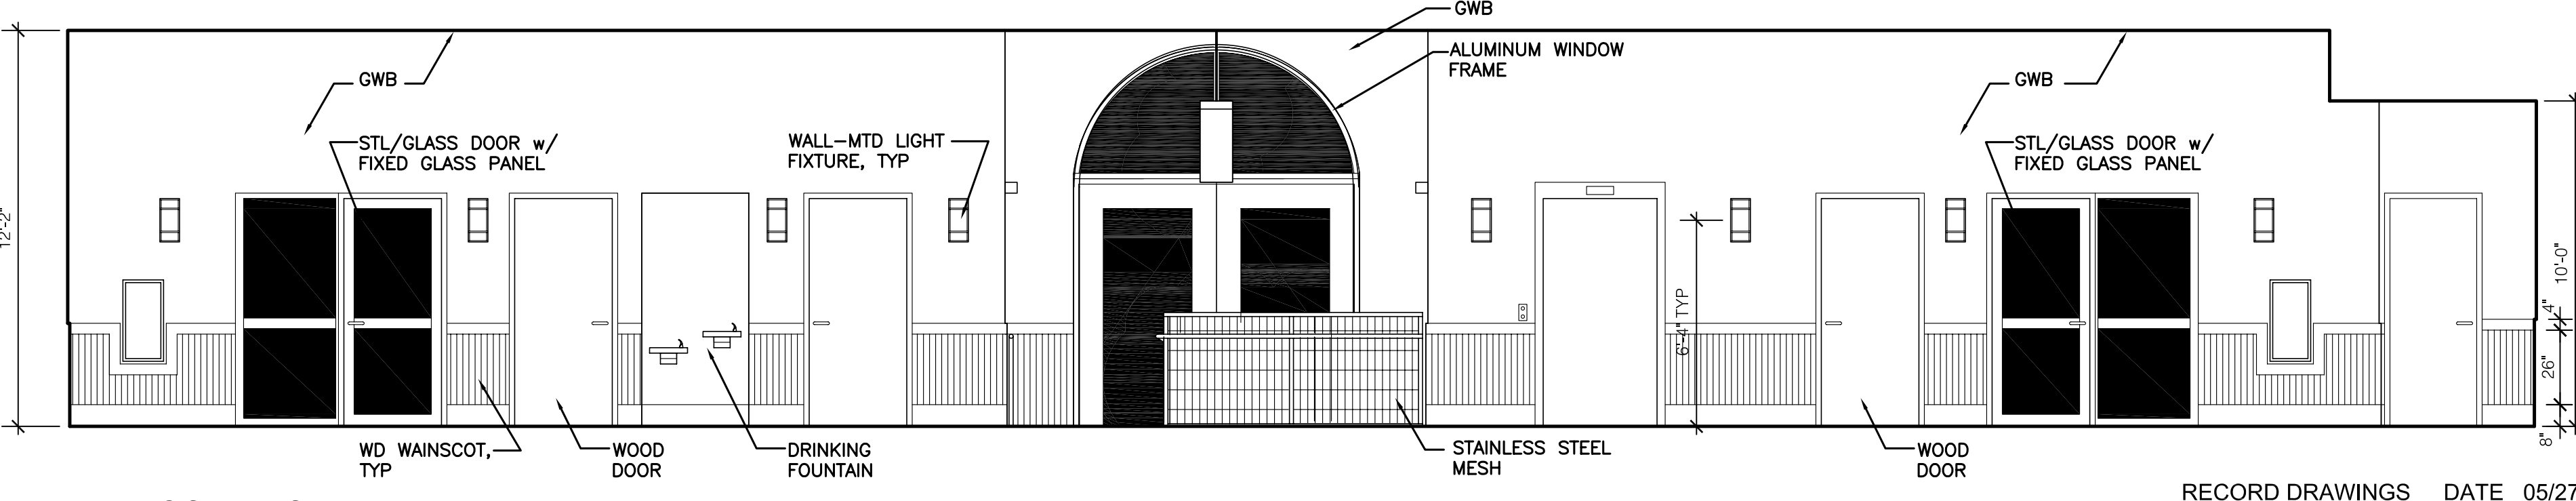 GWB
ALUMINUM WINDOW
FRAME
GWB
GWB
STL/GLASS DOOR w/
FIXED GLASS PANEL
WALL-MTD LIGHT
FIXTURE, TYP
STL/GLASS DOOR w/
FIXED GLASS PANEL
12'-2"
6'-4" TYP
10'-0"
4"
26"
8"
WD WAINSCOT,
TYP
WOOD
DOOR
DRINKING
FOUNTAIN
STAINLESS STEEL
MESH
WOOD
DOOR
RECORD DRAWINGS DATE 05/27